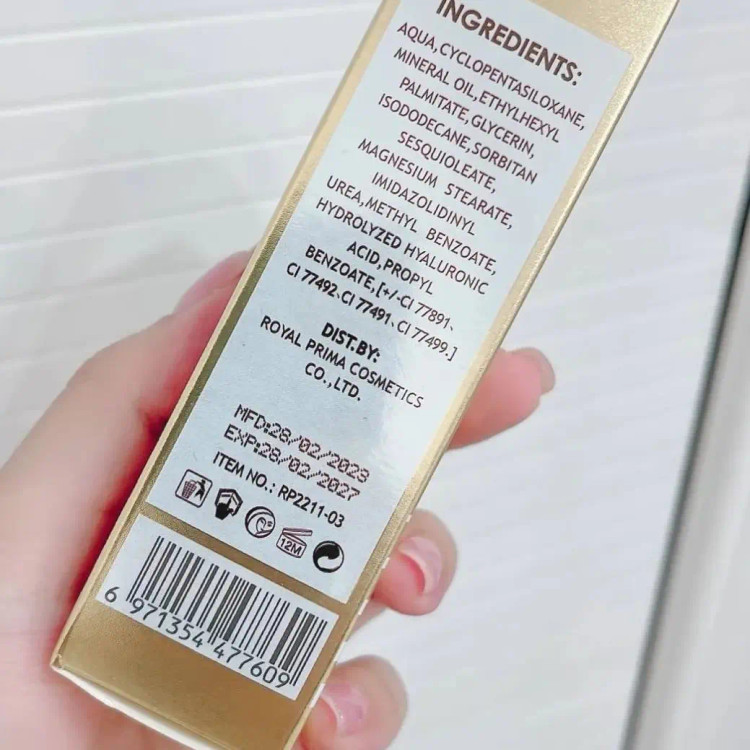 INGREDIENTS:
AQUA,CYCLOPENTASILOXANE,
MINERAL OIL,ETHYLHEXYL
PALMITATE,GLYCERIN,
ISODODECANE,SORBITAN
SESQUIOLEATE,
MAGNESIUM STEARATE,
IMIDAZOLIDINYL
UREA,METHYL BENZOATE,
HYDROLYZED HYALURONIC
ACID,PROPYL
BENZOATE,[+/-CI 77891、
CI 77492、CI 77491、CI 77499.]
DIST.BY:
ROYAL PRIMA COSMETICS
CO.,LTD.
MFD:28/02/2023
EXP:28/02/2027
ITEM NO.: RP2211-03
12M
6 971354 477609